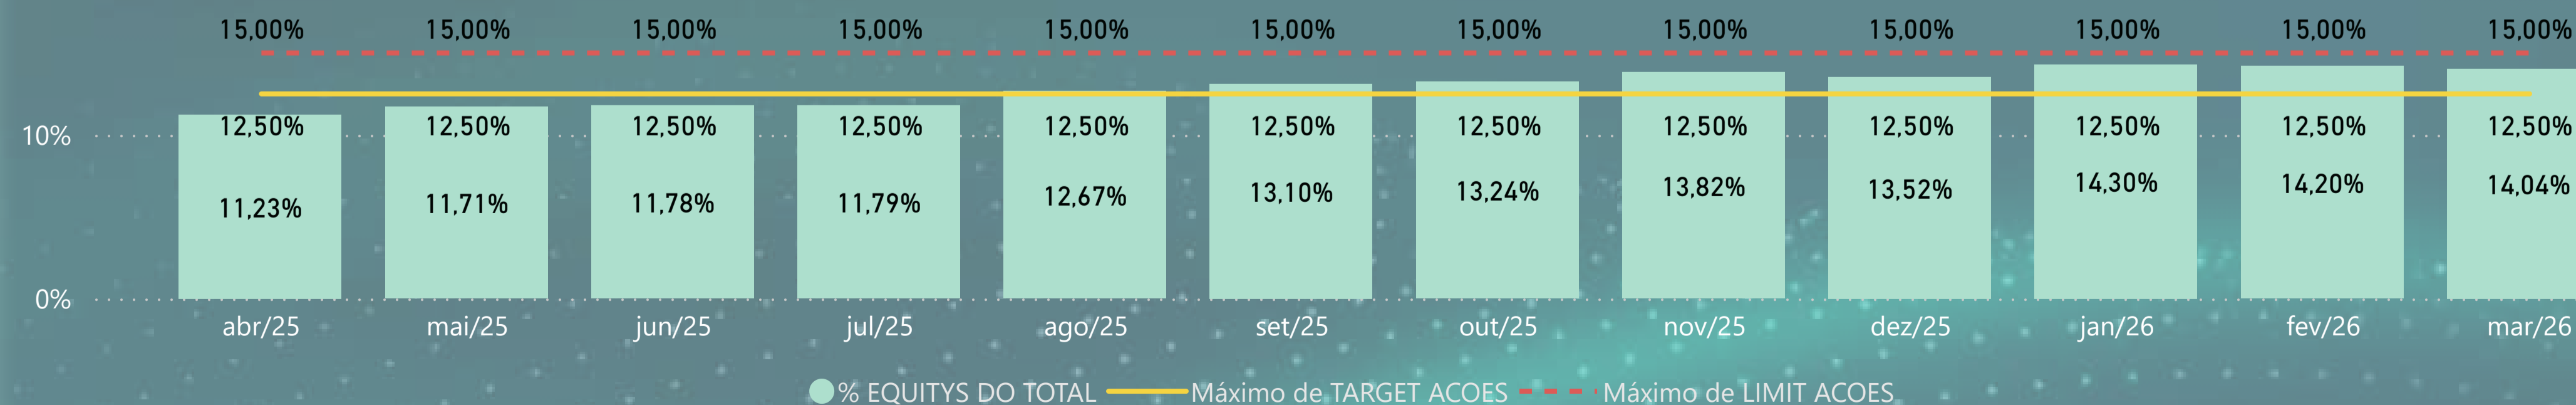 15,00% 15,00% 15,00% 15,00% 15,00% 15,00% 15,00% 15,00% 15,00% 15,00% 15,00% 15,00%
10% 12,50% 12,50% 12,50% 12,50% 12,50% 12,50% 12,50% 12,50% 12,50% 12,50% 12,50% 12,50%
11,23% 11,71% 11,78% 11,79% 12,67% 13,10% 13,24% 13,82% 13,52% 14,30% 14,20% 14,04%
0%
abr/25 mai/25 jun/25 jul/25 ago/25 set/25 out/25 nov/25 dez/25 jan/26 fev/26 mar/26
% EQUITYS DO TOTAL Máximo de TARGET ACOES Máximo de LIMIT ACOES